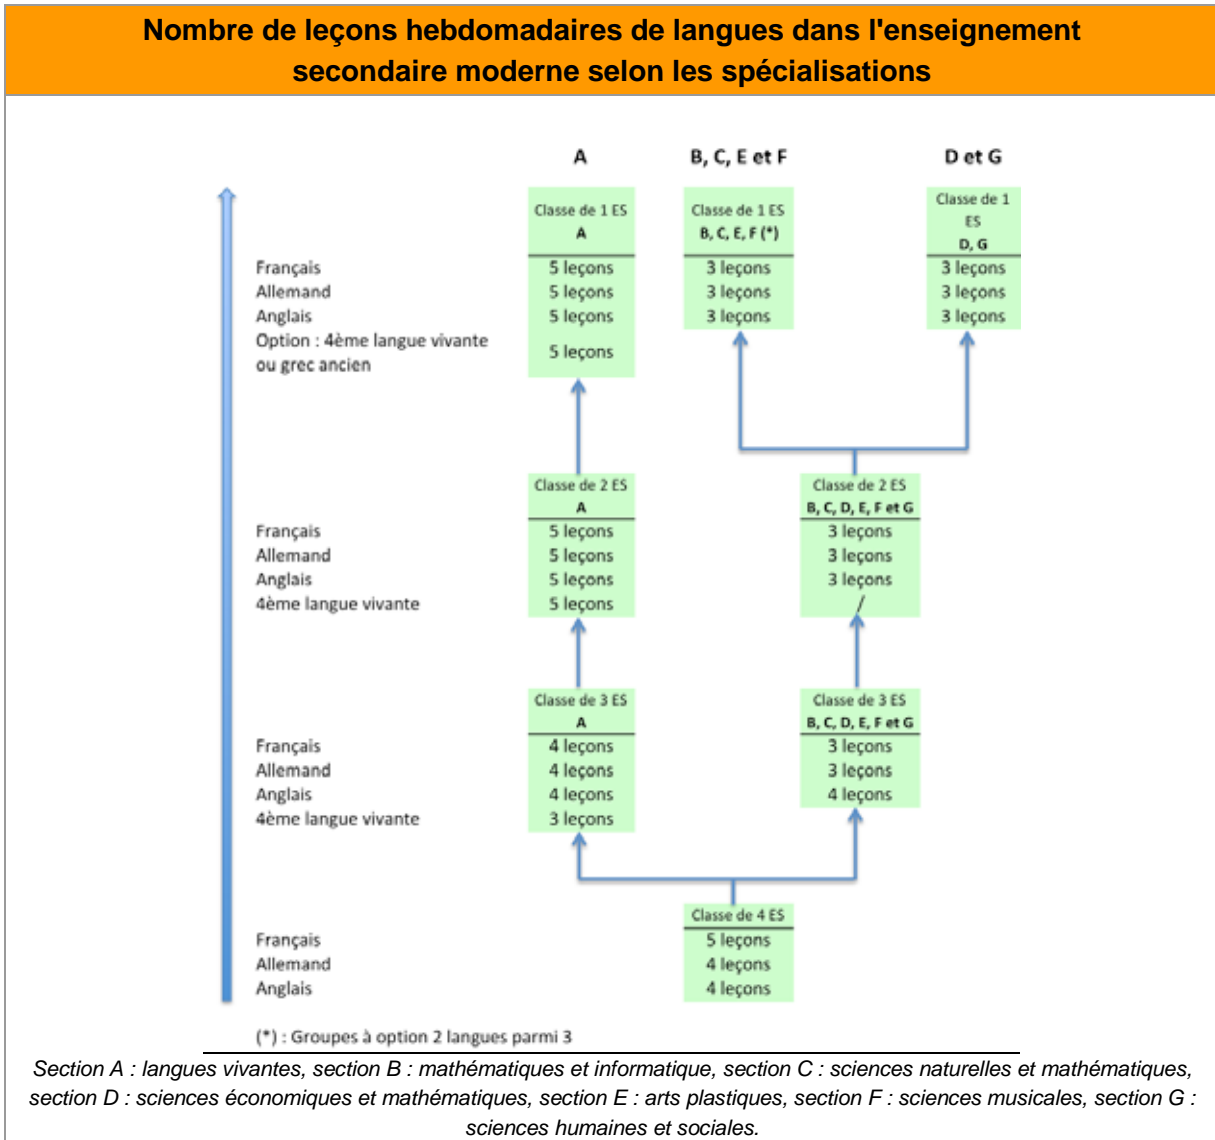 Nombre de leçons hebdomadaires de langues dans l'enseignement
secondaire moderne selon les spécialisations
A B, C, E et F D et G
Classe de 1 ES
A
Classe de 1 ES
B, C, E, F (*)
Classe de 1
ES
D, G
Français 5 leçons 3 leçons 3 leçons
Allemand 5 leçons 3 leçons 3 leçons
Anglais 5 leçons 3 leçons 3 leçons
Option : 4ème langue vivante
ou grec ancien
5 leçons
Classe de 2 ES Classe de 2 ES
A B, C, D, E, F et G
Français 5 leçons 3 leçons
Allemand 5 leçons 3 leçons
Anglais 5 leçons 3 leçons
4ème langue vivante 5 leçons /
Classe de 3 ES Classe de 3 ES
A B, C, D, E, F et G
Français 4 leçons 3 leçons
Allemand 4 leçons 3 leçons
Anglais 4 leçons 4 leçons
4ème langue vivante 3 leçons
Classe de 4 ES
Français 5 leçons
Allemand 4 leçons
Anglais 4 leçons
(*) : Groupes à option 2 langues parmi 3
Section A : langues vivantes, section B : mathématiques et informatique, section C : sciences naturelles et mathématiques,
section D : sciences économiques et mathématiques, section E : arts plastiques, section F : sciences musicales, section G :
sciences humaines et sociales.